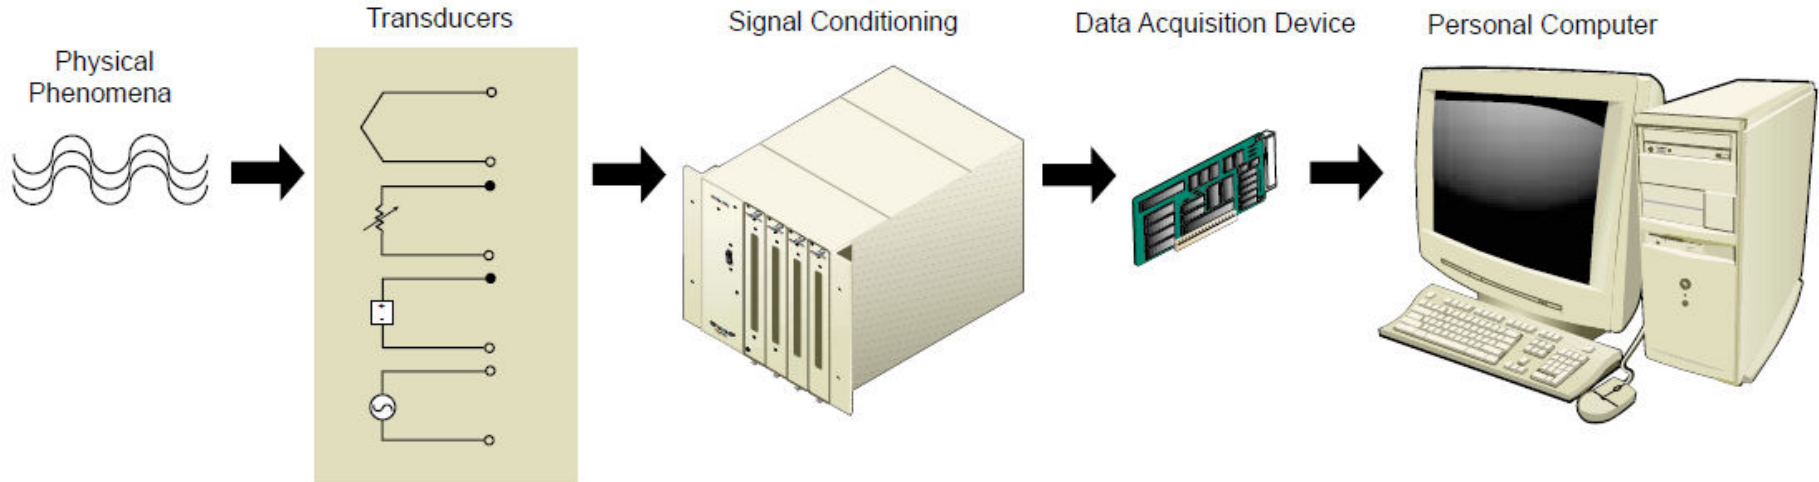 Physical
Phenomena
Transducers
Signal Conditioning
Data Acquisition Device
Personal Computer